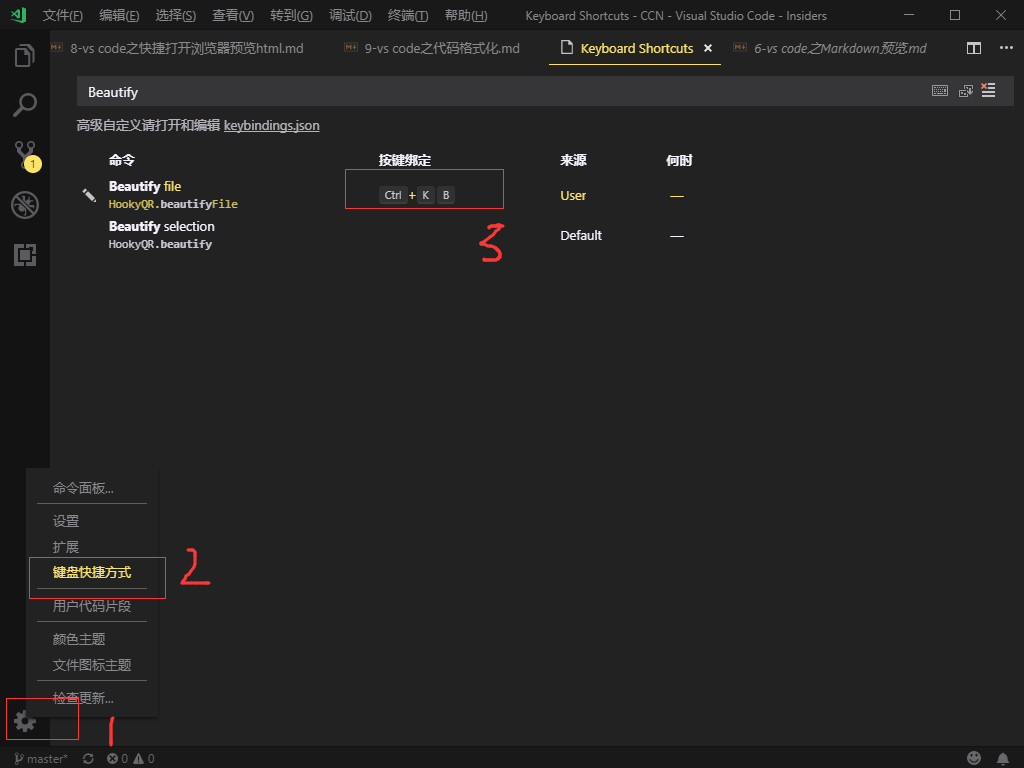 文件(F) 编辑(E) 选择(S) 查看(V) 转到(G) 调试(D) 终端(T) 帮助(H) Keyboard Shortcuts - CCN - Visual Studio Code - Insiders
8-vs code之快捷打开浏览器预览html.md 9-vs code之代码格式化.md Keyboard Shortcuts × 6-vs code之Markdown预览.md
Beautify
高级自定义请打开和编辑 keybindings.json
命令 按键绑定 来源 何时
Beautify file Ctrl + K B User —
HookyQR.beautifyFile
Beautify selection Default —
HookyQR.beautify
3
1
命令面板...
设置
扩展
键盘快捷方式
2
用户代码片段
颜色主题
文件图标主题
检查更新...
1
master* 0 0